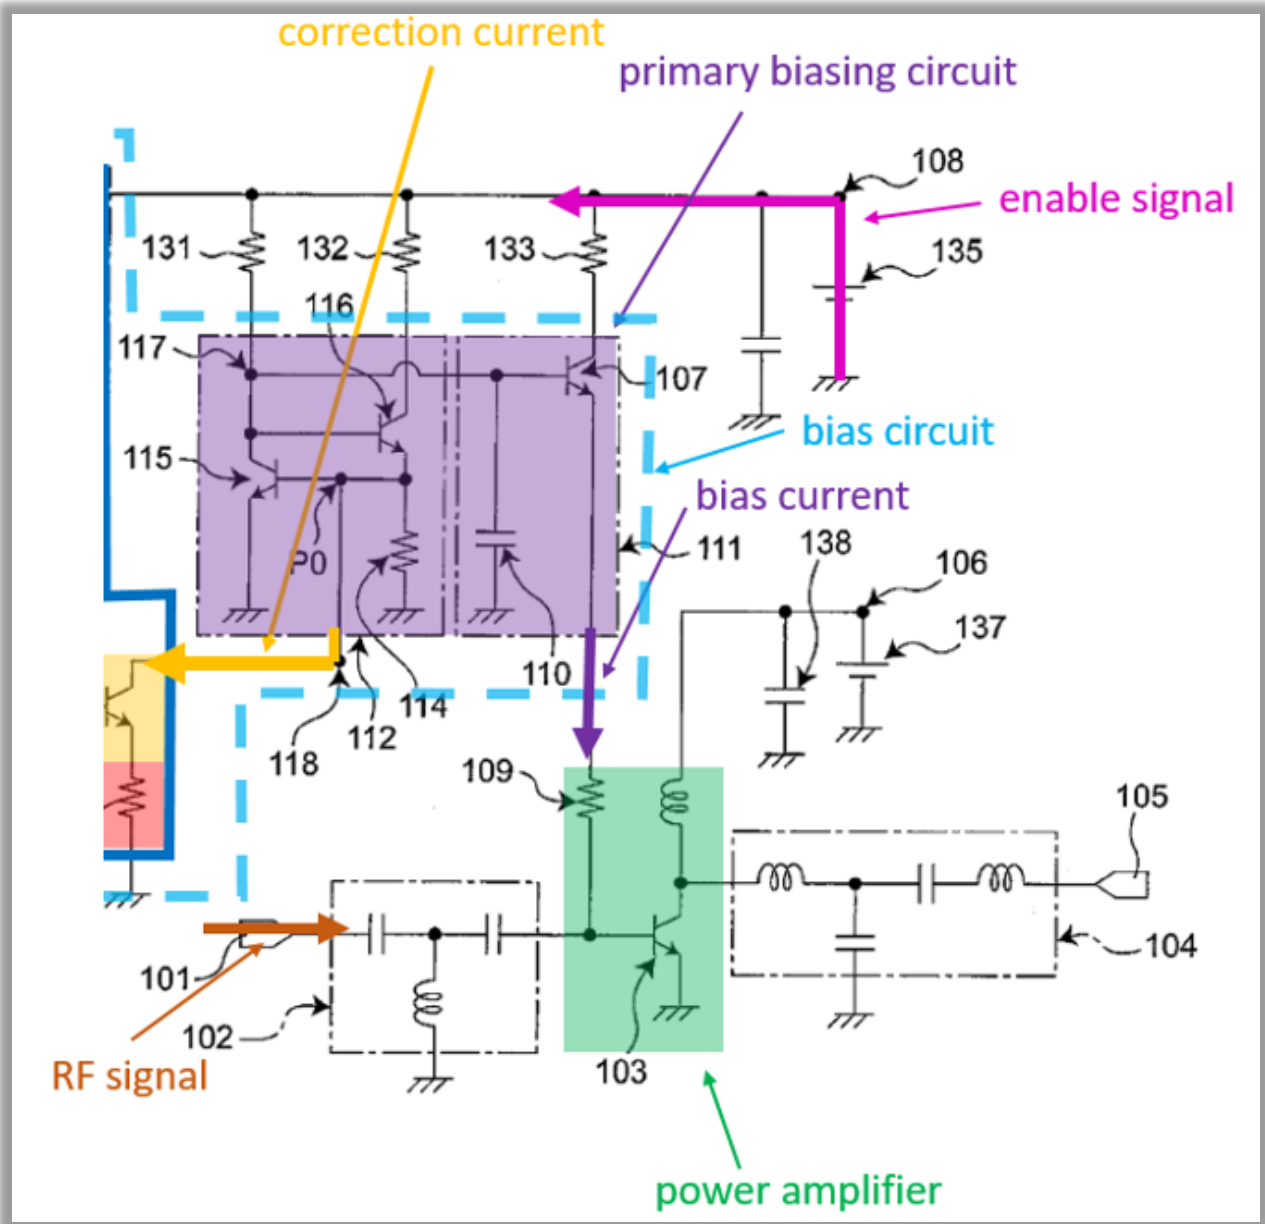 correction current
primary biasing circuit
108
enable signal
131
132
133
135
116
117
107
bias circuit
115
bias current
P0
111
138
106
137
110
114
112
118
109
105
101
104
102
RF signal
103
power amplifier